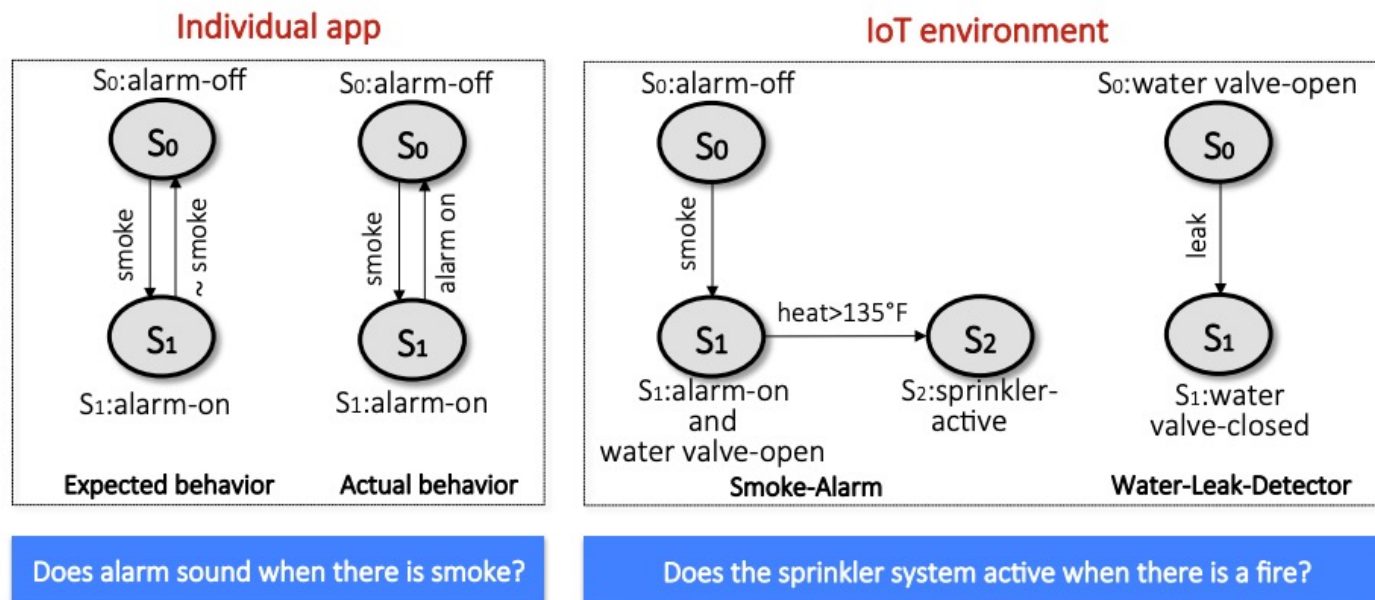 Individual app
S0:alarm-off
S0
smoke
~ smoke
S1
S1:alarm-on
Expected behavior
S0:alarm-off
S0
smoke
alarm on
S1
S1:alarm-on
Actual behavior
Does alarm sound when there is smoke?
IoT environment
S0:alarm-off
S0
smoke
S1
S1:alarm-on
and
water valve-open
heat>135°F
S2
S2:sprinkler-
active
Smoke-Alarm
S0:water valve-open
S0
leak
S1
S1:water
valve-closed
Water-Leak-Detector
Does the sprinkler system active when there is a fire?